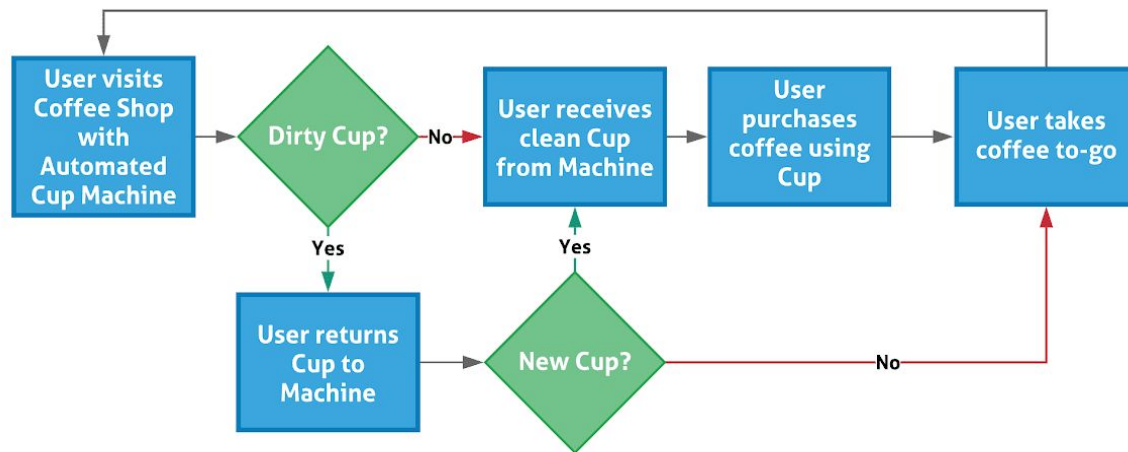 User visits
Coffee Shop
with
Automated
Cup Machine
Dirty Cup?
No
User receives
clean Cup
from Machine
User
purchases
coffee using
Cup
User takes
coffee to-go
Yes
Yes
User returns
Cup to
Machine
New Cup?
No